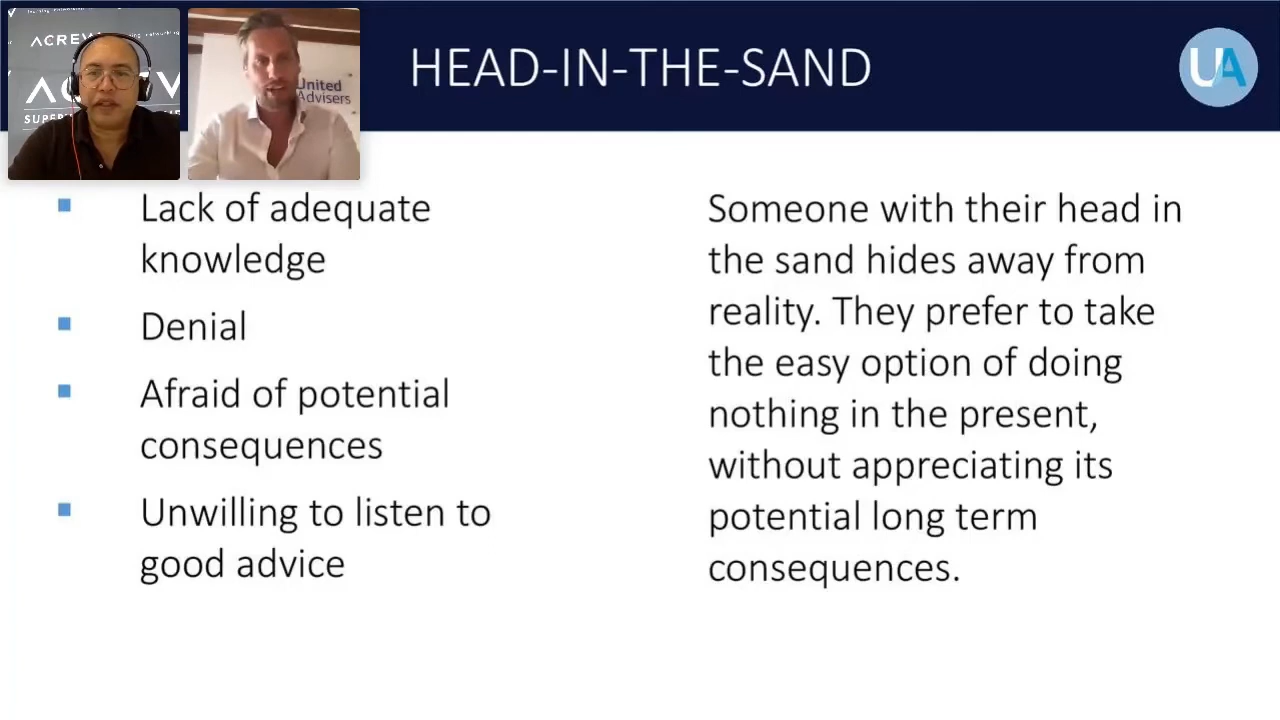 ACREW
ACREW
SUPER
United
Advisers
HEAD-IN-THE-SAND
UA
Lack of adequate
knowledge
Denial
Afraid of potential
consequences
Unwilling to listen to
good advice
Someone with their head in
the sand hides away from
reality. They prefer to take
the easy option of doing
nothing in the present,
without appreciating its
potential long term
consequences.